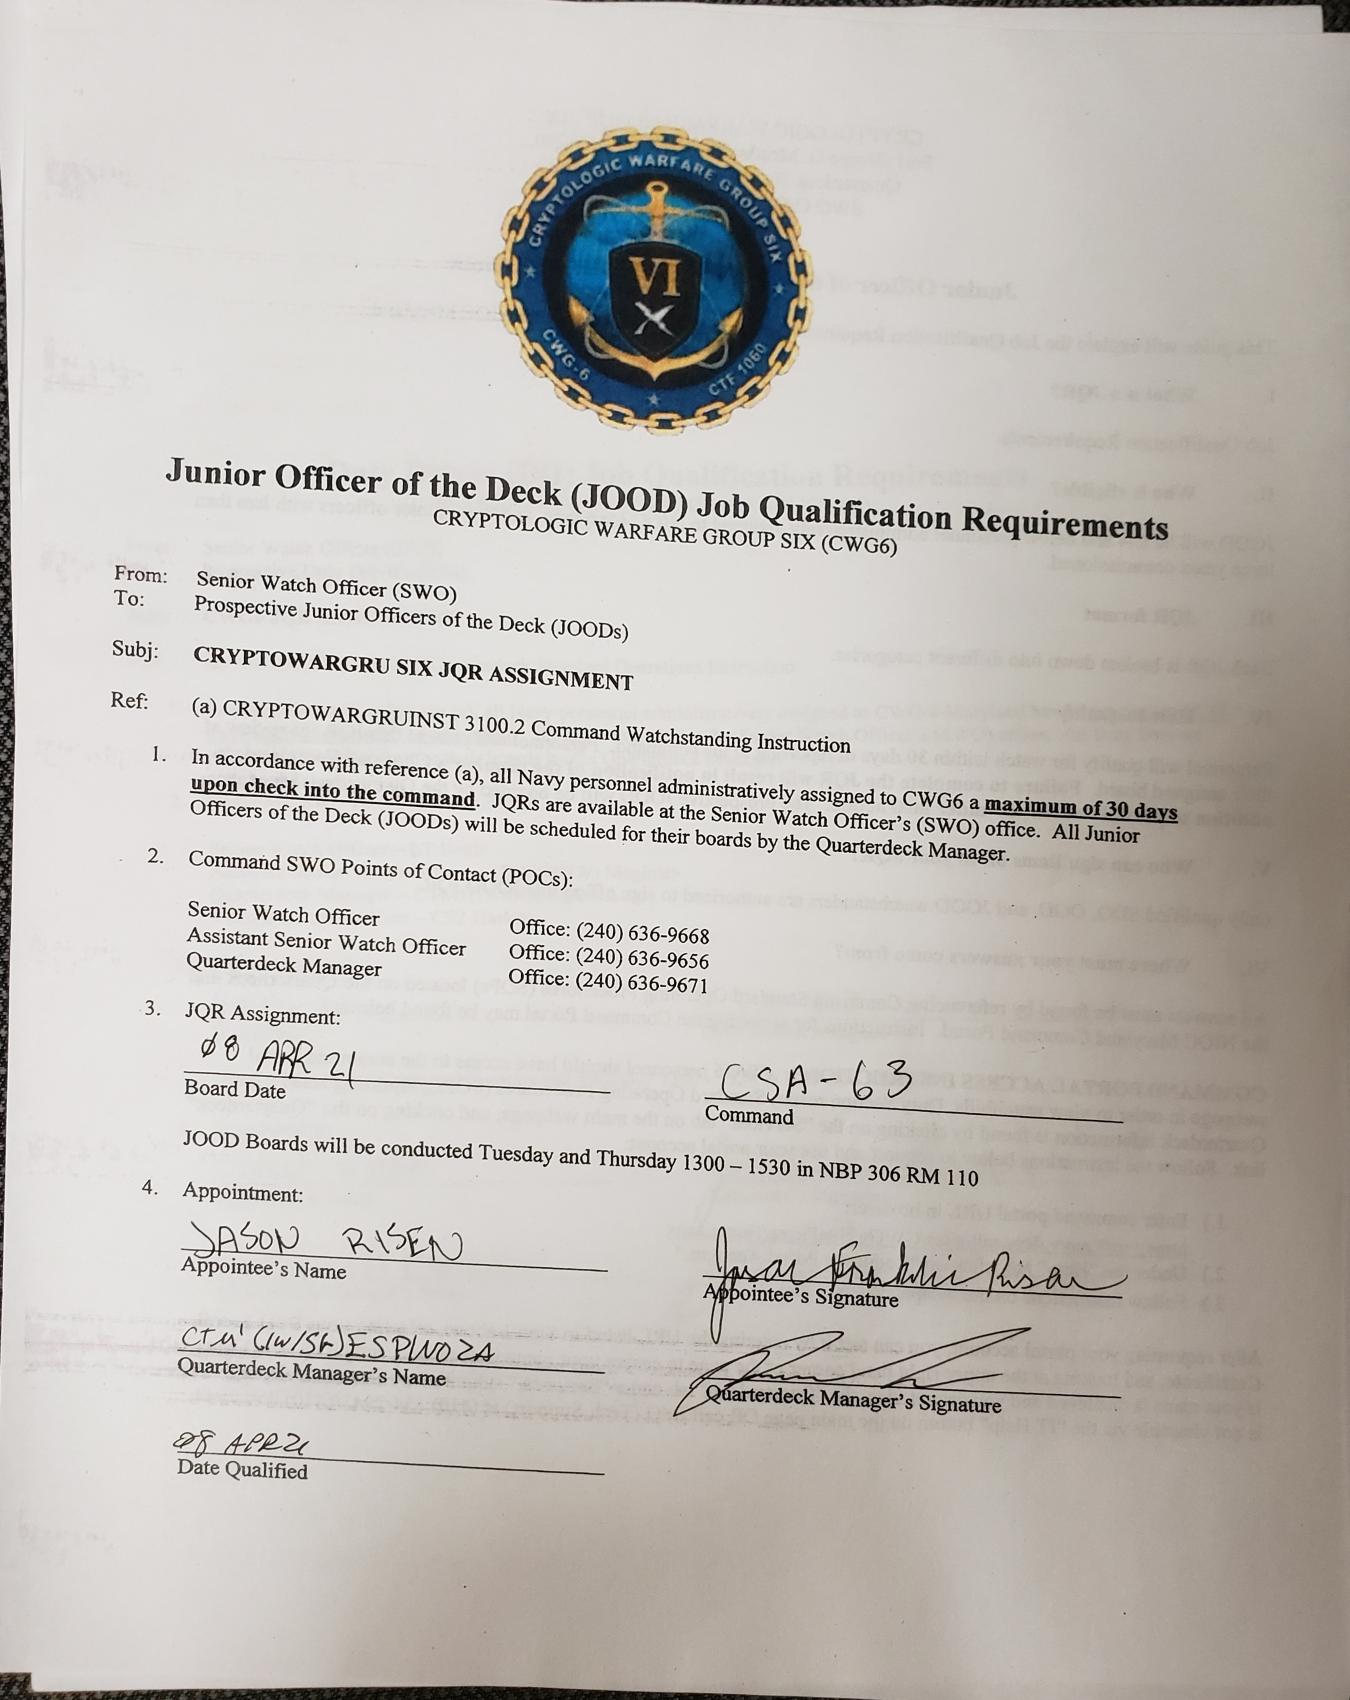 CRYPTOLOGIC WARFARE GROUP SIX
VI
CWG-6
CTF 1060
Junior Officer of the Deck (JOOD) Job Qualification Requirements
CRYPTOLOGIC WARFARE GROUP SIX (CWG6)
From: Senior Watch Officer (SWO)
To: Prospective Junior Officers of the Deck (JOODs)
Subj: CRYPTOWARGRU SIX JQR ASSIGNMENT
Ref: (a) CRYPTOWARGRUINST 3100.2 Command Watchstanding Instruction
1. In accordance with reference (a), all Navy personnel administratively assigned to CWG6 a maximum of 30 days
upon check into the command. JQRs are available at the Senior Watch Officer's (SWO) office. All Junior
Officers of the Deck (JOODs) will be scheduled for their boards by the Quarterdeck Manager.
2. Command SWO Points of Contact (POCs):
Senior Watch Officer Office: (240) 636-9668
Assistant Senior Watch Officer Office: (240) 636-9656
Quarterdeck Manager Office: (240) 636-9671
3. JQR Assignment:
Ø8 APR 21 CSA-63
Board Date Command
JOOD Boards will be conducted Tuesday and Thursday 1300 – 1530 in NBP 306 RM 110
4. Appointment:
JASON RISEN
Appointee's Name Appointee's Signature
CTM1 (IW/SW) ESPINOZA
Quarterdeck Manager's Name Quarterdeck Manager's Signature
Ø8 APR 21
Date Qualified